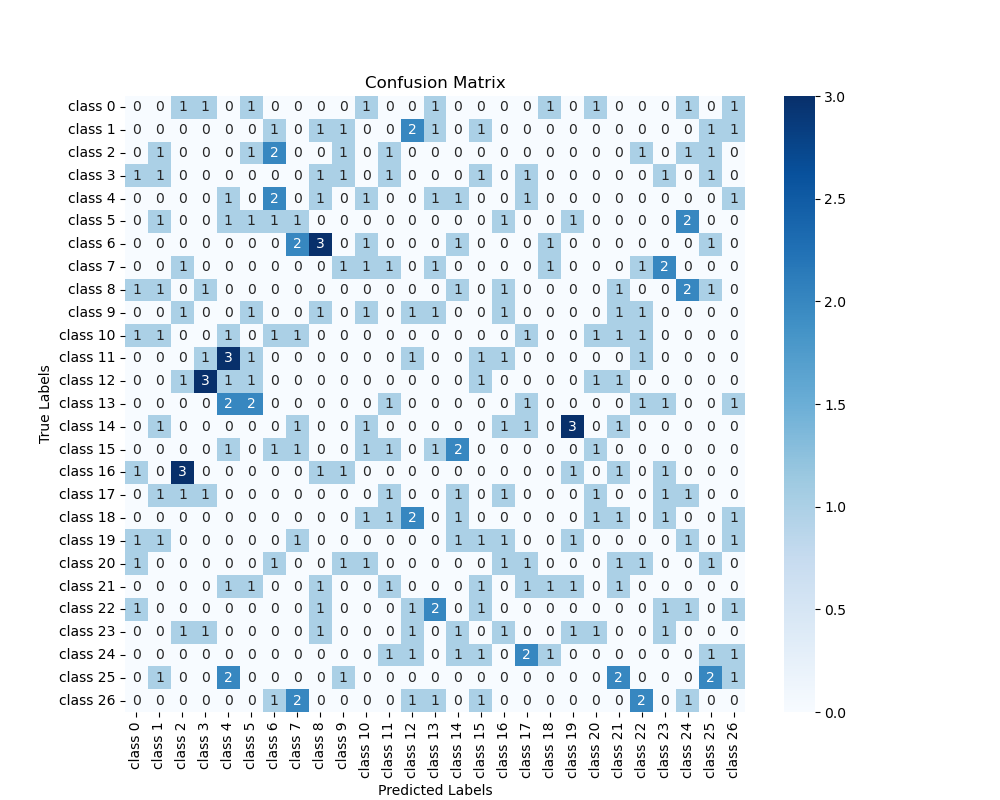 Confusion Matrix
True Labels
class 0 0 0 1 1 0 1 0 0 0 0 1 0 0 1 0 0 0 0 1 0 1 0 0 0 1 0 1
class 1 0 0 0 0 0 0 1 0 1 1 0 0 2 1 0 1 0 0 0 0 0 0 0 0 0 1 1
class 2 0 1 0 0 0 1 2 0 0 1 0 1 0 0 0 0 0 0 0 0 0 0 1 0 1 1 0
class 3 1 1 0 0 0 0 0 0 1 1 0 1 0 0 0 1 0 1 0 0 0 0 0 1 0 1 0
class 4 0 0 0 0 1 0 2 0 1 0 1 0 0 1 1 0 0 1 0 0 0 0 0 0 0 0 1
class 5 0 1 0 0 1 1 1 1 0 0 0 0 0 0 0 0 1 0 0 1 0 0 0 0 2 0 0
class 6 0 0 0 0 0 0 0 2 3 0 1 0 0 0 1 0 0 0 1 0 0 0 0 0 0 1 0
class 7 0 0 1 0 0 0 0 0 0 1 1 1 0 1 0 0 0 0 1 0 0 0 1 2 0 0 0
class 8 1 1 0 1 0 0 0 0 0 0 0 0 0 0 1 0 1 0 0 0 0 1 0 0 2 1 0
class 9 0 0 1 0 0 1 0 0 1 0 1 0 1 1 0 0 1 0 0 0 0 1 1 0 0 0 0
class 10 1 1 0 0 1 0 1 1 0 0 0 0 0 0 0 0 0 1 0 0 1 1 1 0 0 0 0
class 11 0 0 0 1 3 1 0 0 0 0 0 0 1 0 0 1 1 0 0 0 0 0 1 0 0 0 0
class 12 0 0 1 3 1 1 0 0 0 0 0 0 0 0 0 1 0 0 0 0 1 1 0 0 0 0 0
class 13 0 0 0 0 2 2 0 0 0 0 0 1 0 0 0 0 0 1 0 0 0 0 1 1 0 0 1
class 14 0 1 0 0 0 0 0 1 0 0 1 0 0 0 0 0 1 1 0 3 0 1 0 0 0 0 0
class 15 0 0 0 0 1 0 1 1 0 0 1 1 0 1 2 0 0 0 0 0 1 0 0 0 0 0 0
class 16 1 0 3 0 0 0 0 0 1 1 0 0 0 0 0 0 0 0 0 1 0 1 0 1 0 0 0
class 17 0 1 1 1 0 0 0 0 0 0 0 1 0 0 1 0 1 0 0 0 1 0 0 1 1 0 0
class 18 0 0 0 0 0 0 0 0 0 0 1 1 2 0 1 0 0 0 0 0 1 1 0 1 0 0 1
class 19 1 1 0 0 0 0 0 1 0 0 0 0 0 0 1 1 1 0 0 1 0 0 0 0 1 0 1
class 20 1 0 0 0 0 0 1 0 0 1 1 0 0 0 0 0 1 1 0 0 0 1 1 0 0 1 0
class 21 0 0 0 0 1 1 0 0 1 0 0 1 0 0 0 1 0 1 1 1 0 1 0 0 0 0 0
class 22 1 0 0 0 0 0 0 0 1 0 0 0 1 2 0 1 0 0 0 0 0 0 0 1 1 0 1
class 23 0 0 1 1 0 0 0 0 1 0 0 0 1 0 1 0 1 0 0 1 1 0 0 1 0 0 0
class 24 0 0 0 0 0 0 0 0 0 0 0 1 1 0 1 1 0 2 1 0 0 0 0 0 0 1 1
class 25 0 1 0 0 2 0 0 0 0 1 0 0 0 0 0 0 0 0 0 0 0 2 0 0 0 2 1
class 26 0 0 0 0 0 0 1 2 0 0 0 0 1 1 0 1 0 0 0 0 0 0 2 0 1 0 0
class 0 class 1 class 2 class 3 class 4 class 5 class 6 class 7 class 8 class 9 class 10 class 11 class 12 class 13 class 14 class 15 class 16 class 17 class 18 class 19 class 20 class 21 class 22 class 23 class 24 class 25 class 26
Predicted Labels
3.0
2.5
2.0
1.5
1.0
0.5
0.0